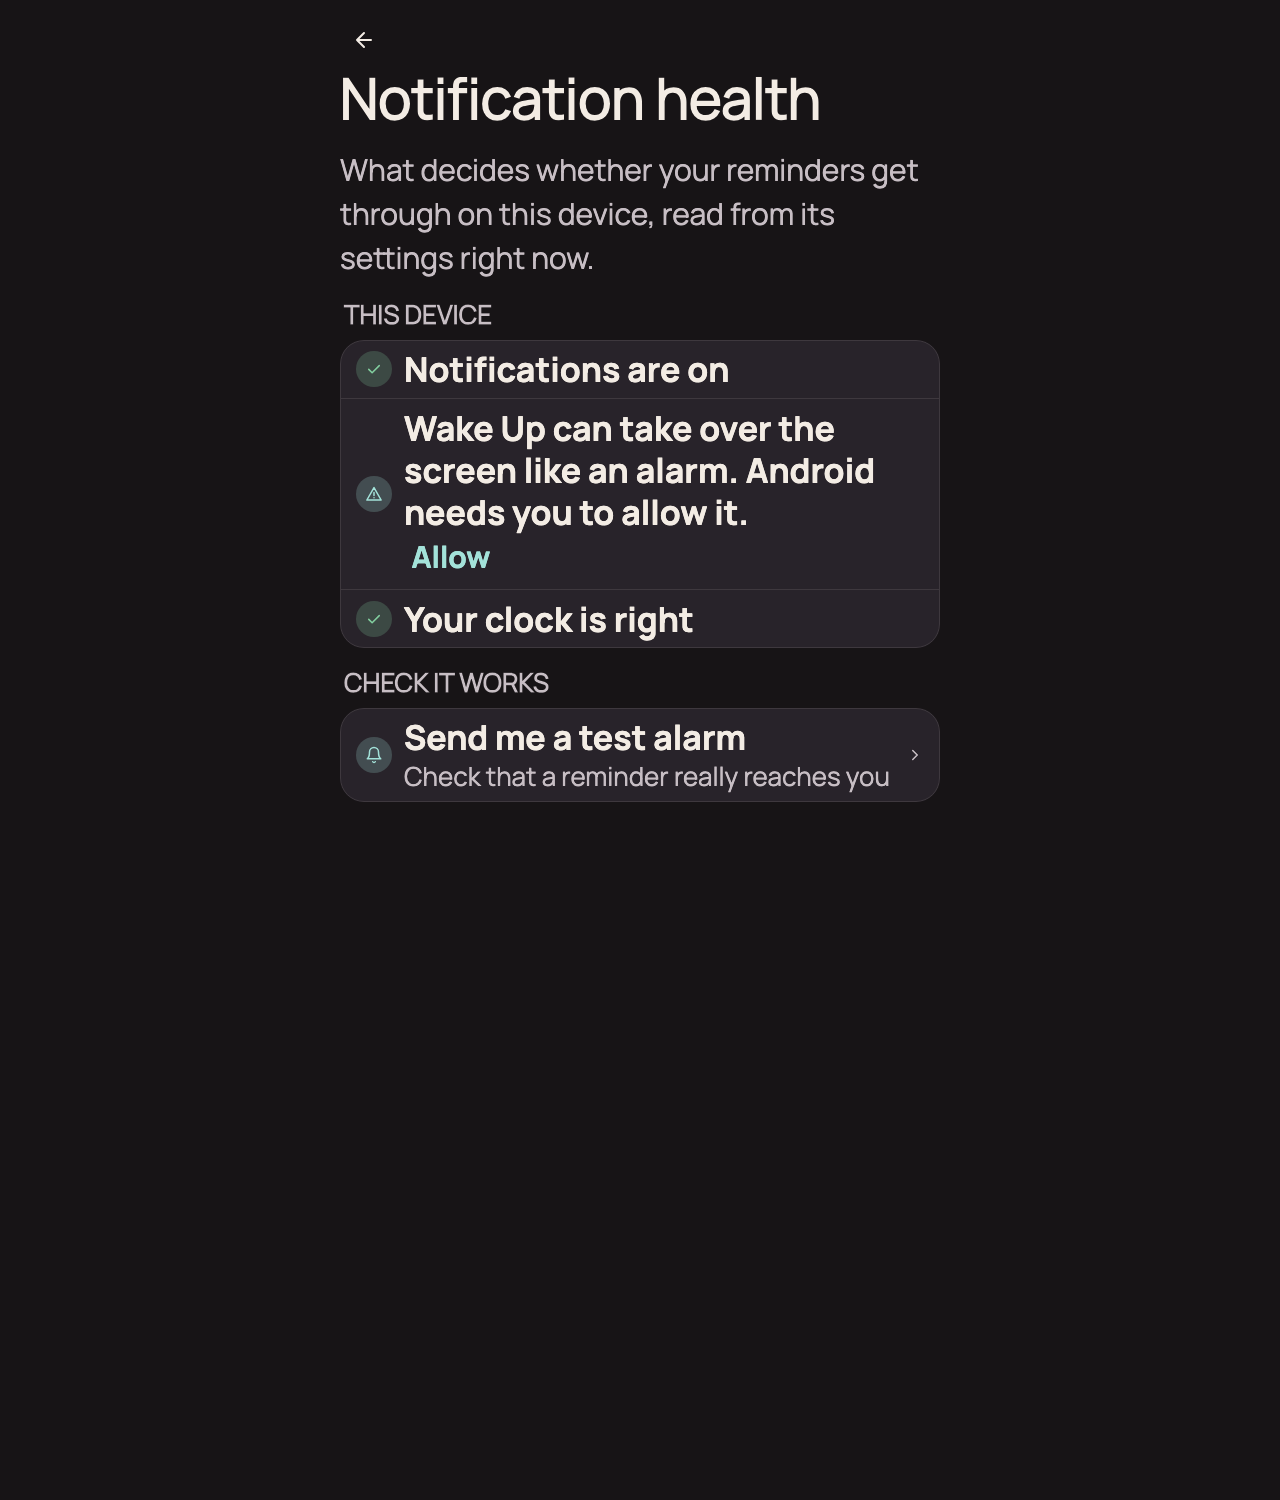 Notification health
What decides whether your reminders get
through on this device, read from its
settings right now.
THIS DEVICE
Notifications are on
Wake Up can take over the
screen like an alarm. Android
needs you to allow it.
Allow
Your clock is right
CHECK IT WORKS
Send me a test alarm
Check that a reminder really reaches you